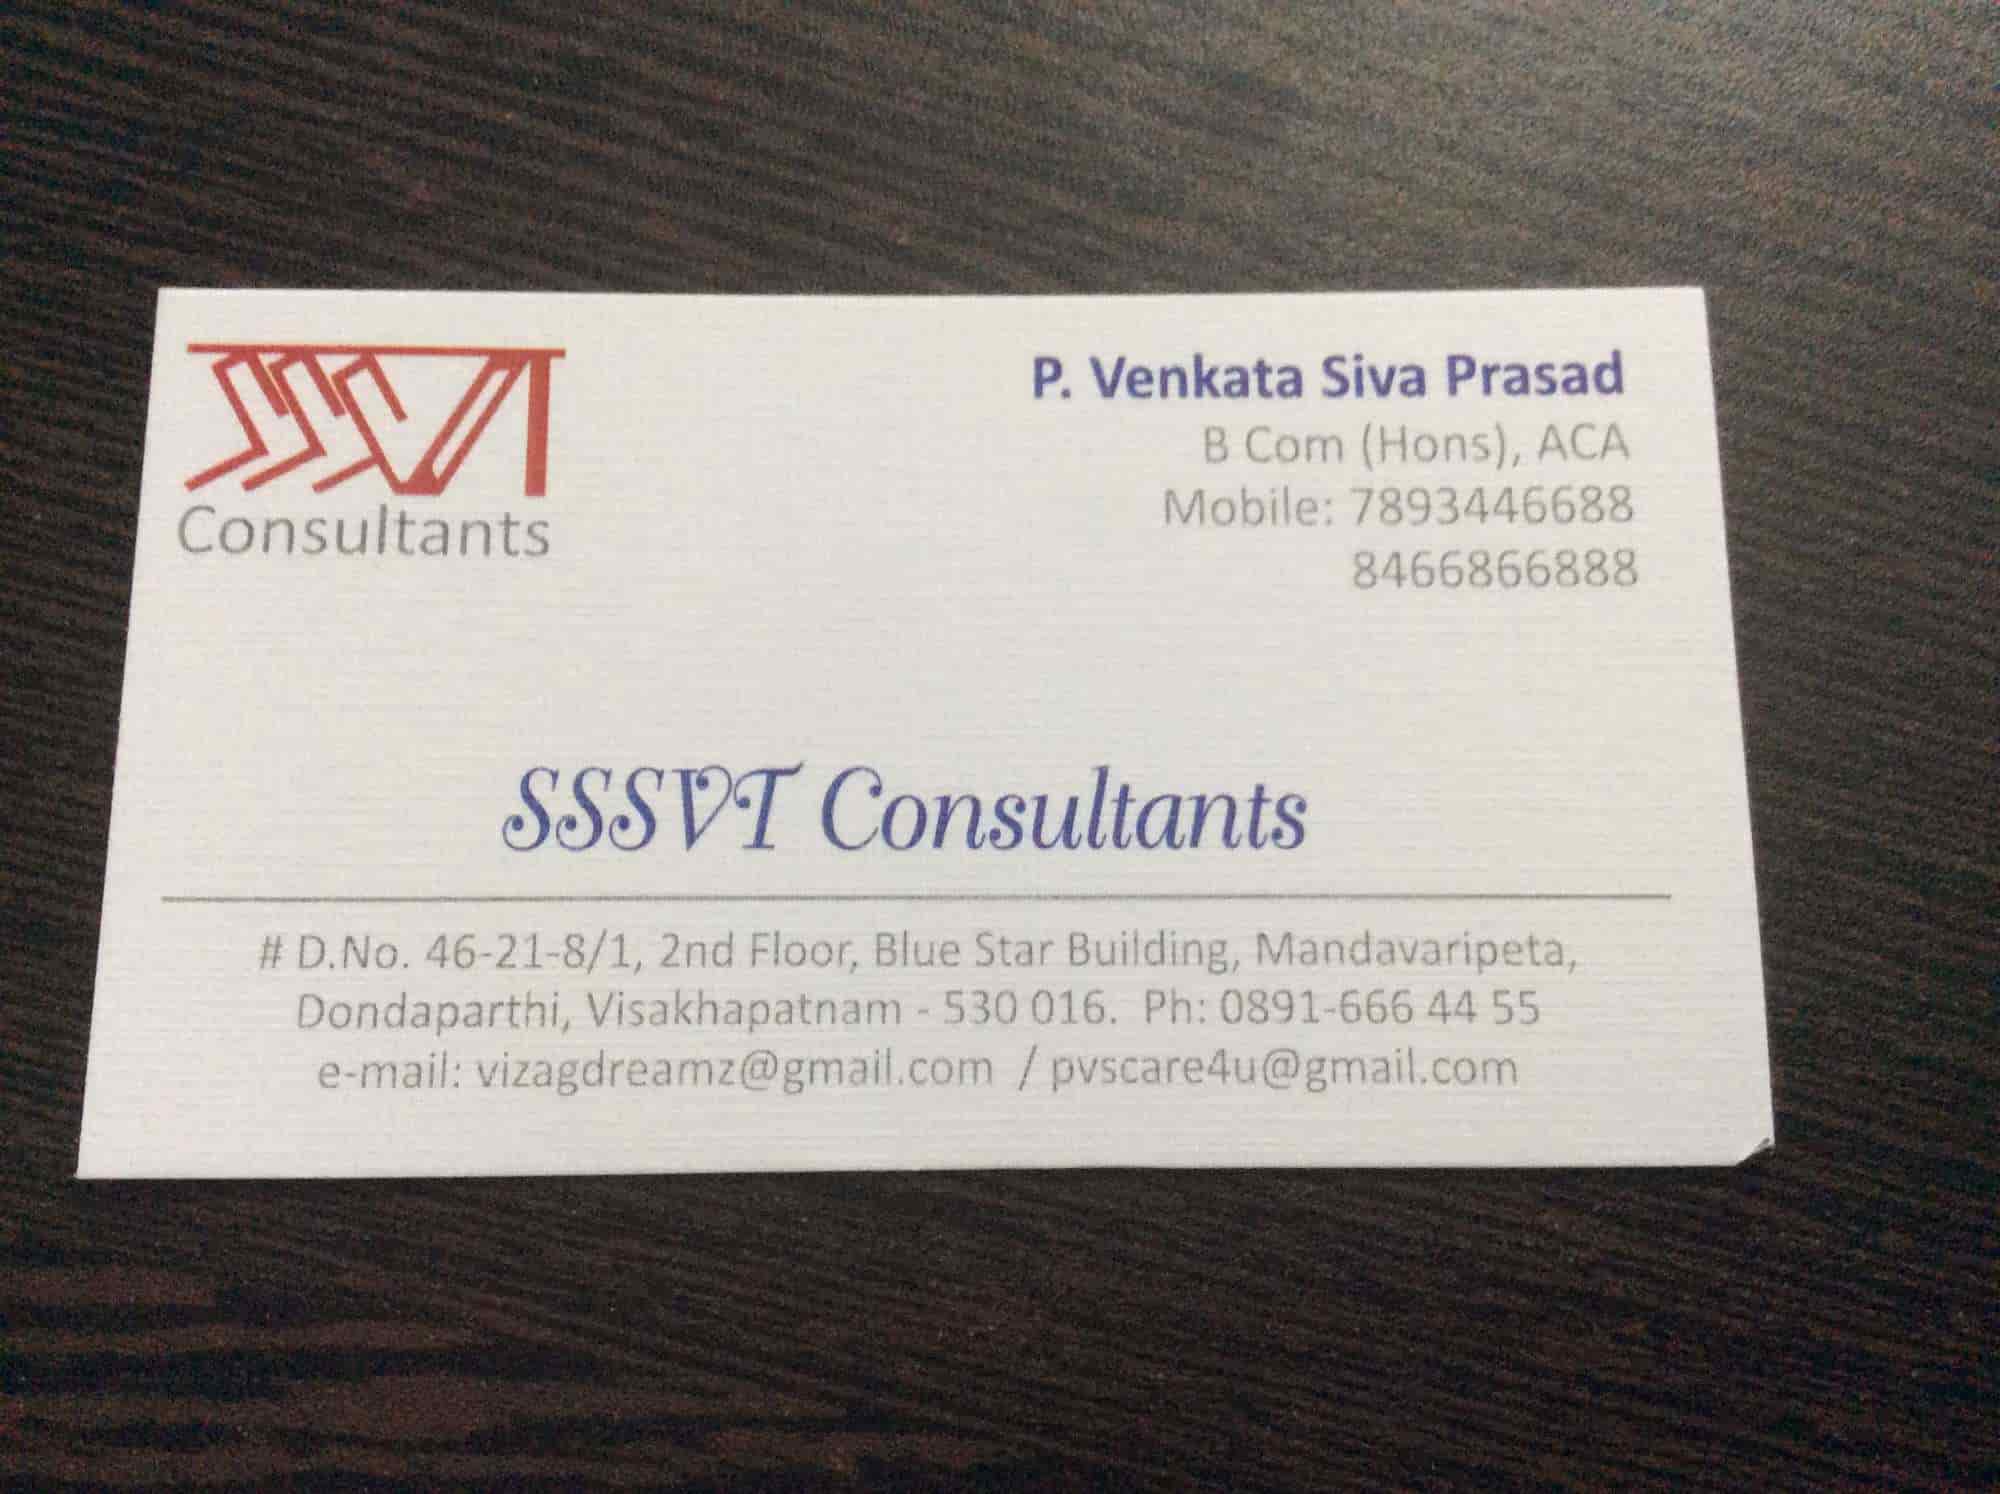 SSSVT
Consultants
P. Venkata Siva Prasad
B Com (Hons), ACA
Mobile: 7893446688
8466866888
SSSVT Consultants
# D.No. 46-21-8/1, 2nd Floor, Blue Star Building, Mandavaripeta,
Dondaparthi, Visakhapatnam - 530 016. Ph: 0891-666 44 55
e-mail: vizagdreamz@gmail.com / pvscare4u@gmail.com